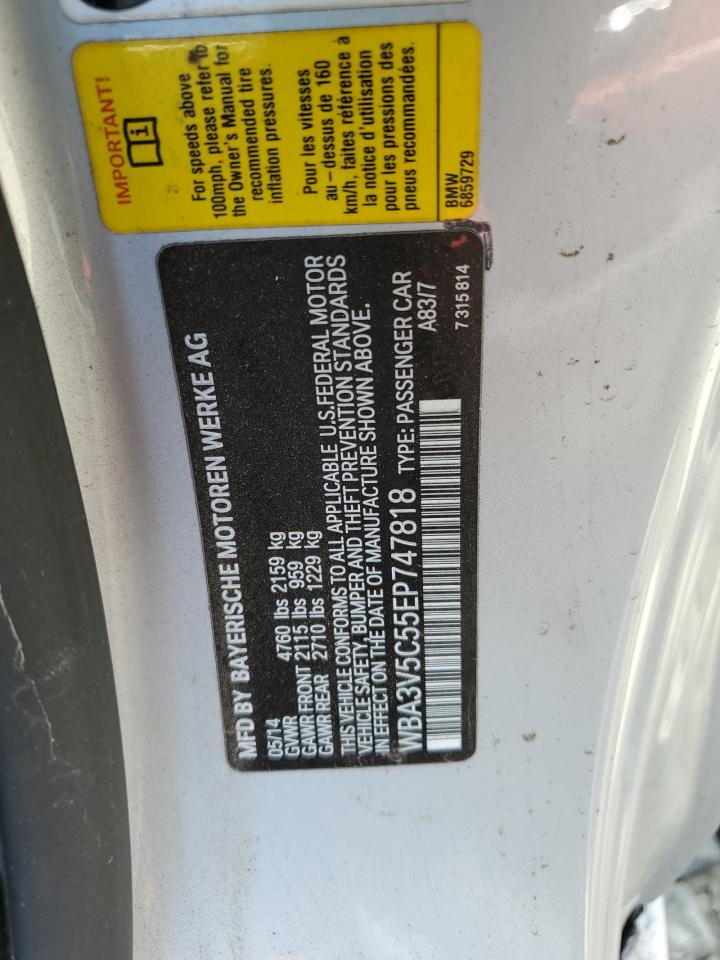 IMPORTANT!
For speeds above
100mph, please refer to
the Owner's Manual for
recommended tire
inflation pressures.
Pour les vitesses
au-dessus de 160
km/h, faites référence à
la notice d'utilisation
pour les pressions des
pneus recommandées.
BMW
6859729
MFD BY BAYERISCHE MOTOREN WERKE AG
05/14
GVWR 4760 lbs 2159 kg
GAWR FRONT 2115 lbs 959 kg
GAWR REAR 2710 lbs 1229 kg
THIS VEHICLE CONFORMS TO ALL APPLICABLE U.S.FEDERAL MOTOR
VEHICLE SAFETY, BUMPER AND THEFT PREVENTION STANDARDS
IN EFFECT ON THE DATE OF MANUFACTURE SHOWN ABOVE.
WBA3V5C55EP747818 TYPE: PASSENGER CAR
A83/7
7 315 814